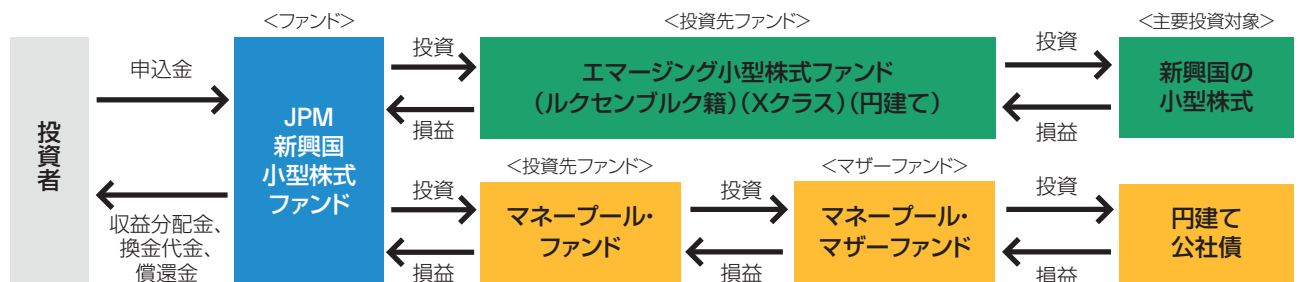 <ファンド>
<投資先ファンド>
<主要投資対象>
投資者
申込金
収益分配金、
換金代金、
償還金
JPM
新興国
小型株式
ファンド
投資
損益
エマージング小型株式ファンド
(ルクセンブルク籍)(Xクラス)(円建て)
投資
損益
新興国の
小型株式
<投資先ファンド>
<マザーファンド>
投資
損益
マネープール・
ファンド
投資
損益
マネープール・
マザーファンド
投資
損益
円建て
公社債